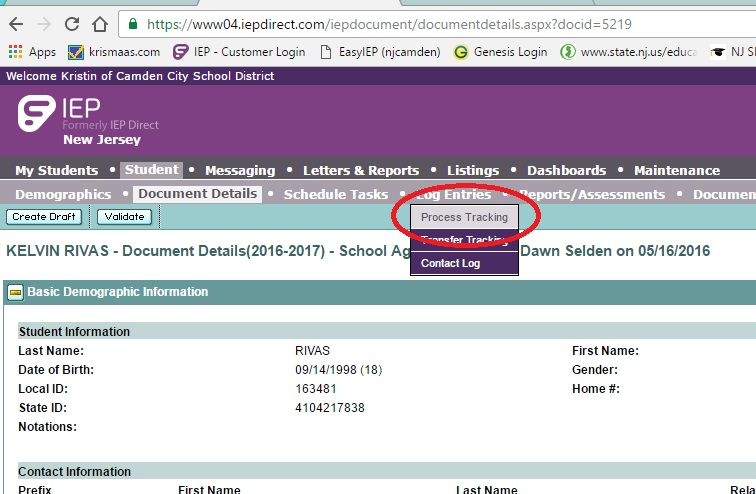 https://www04.iepdirect.com/iepdocument/documentdetails.aspx?docid=5219
Apps krismaas.com IEP - Customer Login EasyIEP (njcamden) Genesis Login www.state.nj.us/educa NJ S
Welcome Kristin of Camden City School District
IEP
Formerly IEP Direct
New Jersey
My Students • Student • Messaging • Letters & Reports • Listings • Dashboards • Maintenance
Demographics • Document Details • Schedule Tasks • Log Entries • Reports/Assessments • Documen
Create Draft Validate
Process Tracking
Transfer Tracking
Contact Log
KELVIN RIVAS - Document Details(2016-2017) - School Ag Dawn Selden on 05/16/2016
Basic Demographic Information
Student Information
Last Name: RIVAS First Name:
Date of Birth: 09/14/1998 (18) Gender:
Local ID: 163481 Home #:
State ID: 4104217838
Notations:
Contact Information
Prefix First Name Last Name Rela